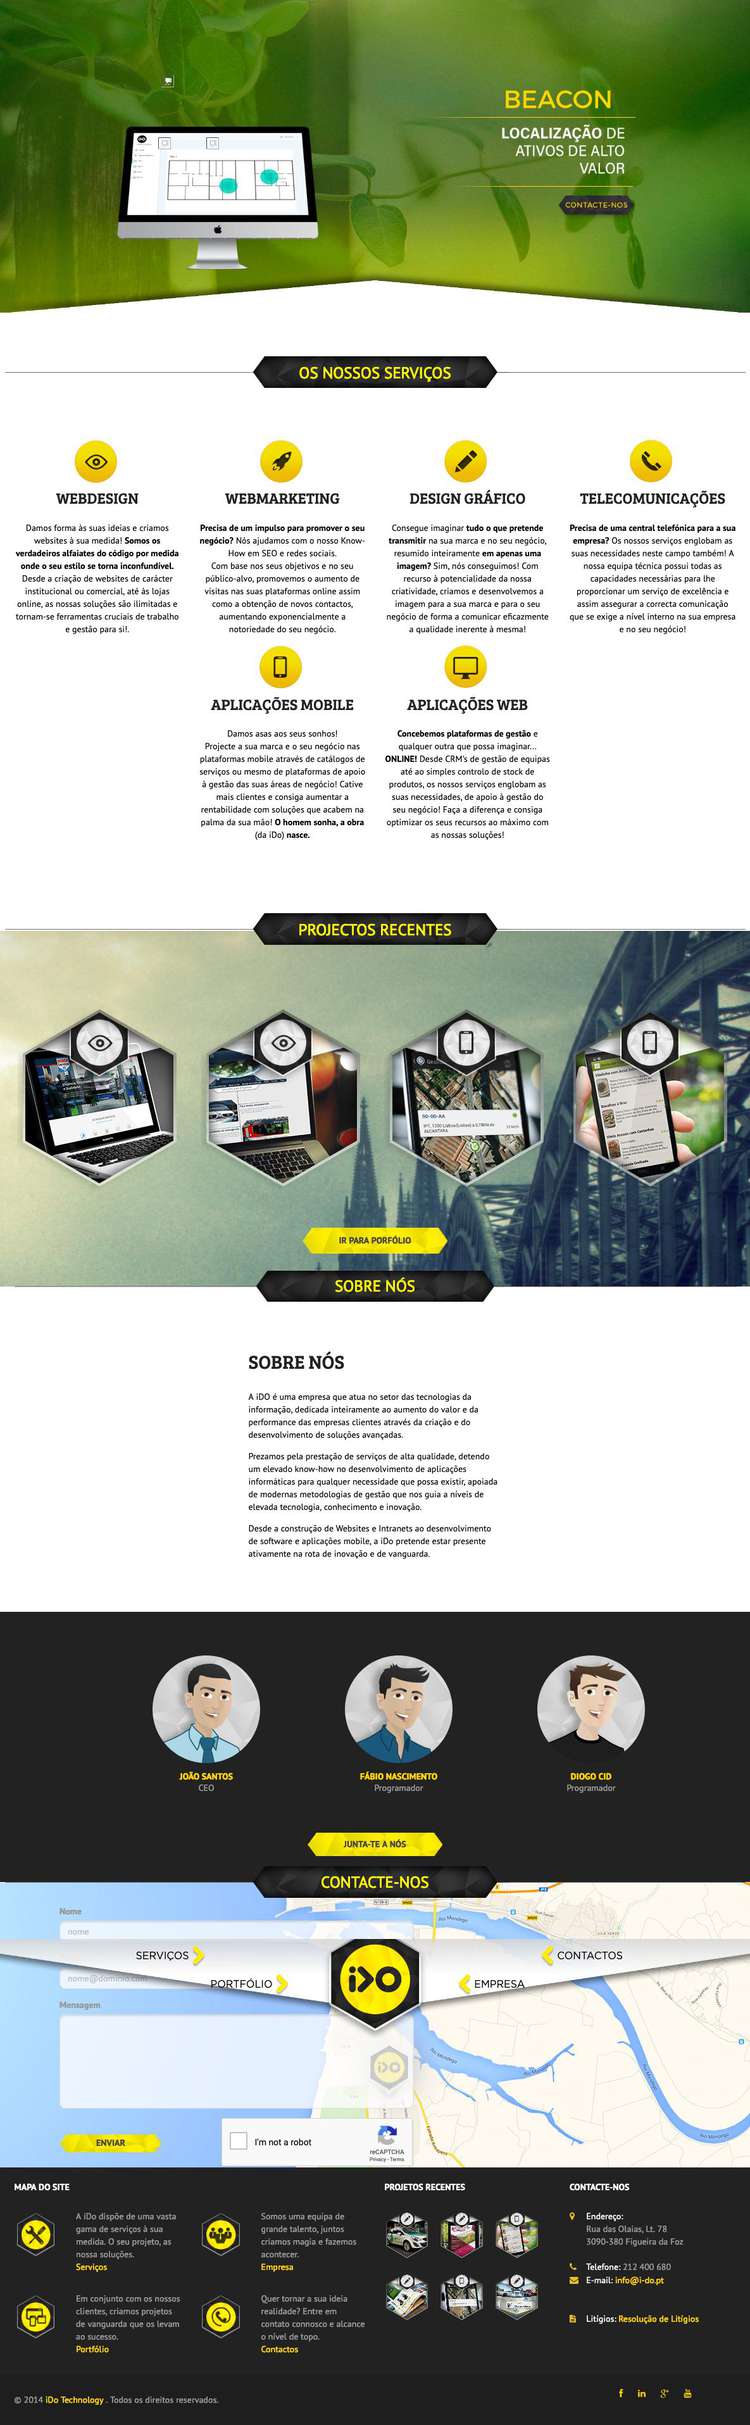 BEACON
LOCALIZAÇÃO DE
ATIVOS DE ALTO
VALOR
CONTACTE-NOS
OS NOSSOS SERVIÇOS
WEBDESIGN
Damos forma às suas ideias e criamos
websites à sua medida! Somos os
verdadeiros alfaiates do código por medida
onde o seu estilo se torna inconfundível.
Desde a criação de websites de carácter
institucional ou comercial, até às lojas
online, as nossas soluções são ilimitadas e
tornam-se ferramentas cruciais de trabalho
e gestão para si!.
WEBMARKETING
Precisa de um impulso para promover o seu
negócio? Nós ajudamos com o nosso Know-
How em SEO e redes sociais.
Com base nos seus objetivos e no seu
público-alvo, promovemos o aumento de
visitas nas suas plataformas online assim
como a obtenção de novos contactos,
aumentando exponencialmente a
notoriedade do seu negócio.
DESIGN GRÁFICO
Consegue imaginar tudo o que pretende
transmitir na sua marca e no seu negócio,
resumido inteiramente em apenas uma
imagem? Sim, nós conseguimos! Com
recurso à potencialidade da nossa
criatividade, criamos e desenvolvemos a
imagem para a sua marca e para o seu
negócio de forma a comunicar eficazmente
a qualidade inerente à mesma!
TELECOMUNICAÇÕES
Precisa de uma central telefónica para a sua
empresa? Os nossos serviços englobam as
suas necessidades neste campo também! A
nossa equipa técnica possui todas as
capacidades necessárias para lhe
proporcionar um serviço de excelência e
assim assegurar a correcta comunicação
que se exige a nível interno na sua empresa
e no seu negócio!
APLICAÇÕES MOBILE
Damos asas aos seus sonhos!
Projecte a sua marca e o seu negócio nas
plataformas mobile através de catálogos de
serviços ou mesmo de plataformas de apoio
à gestão das suas áreas de negócio! Cative
mais clientes e consiga aumentar a
rentabilidade com soluções que acabem na
palma da sua mão! O homem sonha, a obra
(da iDo) nasce.
APLICAÇÕES WEB
Concebemos plataformas de gestão e
qualquer outra que possa imaginar...
ONLINE! Desde CRM's de gestão de equipas
até ao simples controlo de stock de
produtos, os nossos serviços englobam as
suas necessidades, de apoio à gestão do
seu negócio! Faça a diferença e consiga
optimizar os seus recursos ao máximo com
as nossas soluções!
PROJECTOS RECENTES
IR PARA PORFÓLIO
SOBRE NÓS
SOBRE NÓS
A iDO é uma empresa que atua no setor das tecnologias da
informação, dedicada inteiramente ao aumento do valor e da
performance das empresas clientes através da criação e do
desenvolvimento de soluções avançadas.
Prezamos pela prestação de serviços de alta qualidade, detendo
um elevado know-how no desenvolvimento de aplicações
informáticas para qualquer necessidade que possa existir, apoiada
de modernas metodologias de gestão que nos guia a níveis de
elevada tecnologia, conhecimento e inovação.
Desde a construção de Websites e Intranets ao desenvolvimento
de software e aplicações mobile, a iDo pretende estar presente
ativamente na rota de inovação e de vanguarda.
JOÃO SANTOS
CEO
FÁBIO NASCIMENTO
Programador
DIOGO CID
Programador
JUNTA-TE A NÓS
CONTACTE-NOS
Nome
nome
SERVIÇOS
PORTFÓLIO
iDO
EMPRESA
CONTACTOS
nome@dominio.com
Mensagem
Rio Mondego
ENVIAR
I'm not a robot
reCAPTCHA
Privacy - Terms
MAPA DO SITE
A iDo dispõe de uma vasta
gama de serviços à sua
medida. O seu projeto, as
nossa soluções.
Serviços
Somos uma equipa de
grande talento, juntos
criamos magia e fazemos
acontecer.
Empresa
Em conjunto com os nossos
clientes, criamos projetos
de vanguarda que os levam
ao sucesso.
Portfólio
Quer tornar a sua ideia
realidade? Entre em
contato connosco e alcance
o nível de topo.
Contactos
PROJETOS RECENTES
CONTACTE-NOS
Endereço:
Rua das Olaias, Lt. 78
3090-380 Figueira da Foz
Telefone: 212 400 680
E-mail: info@i-do.pt
Litígios: Resolução de Litígios
© 2014 iDo Technology . Todos os direitos reservados.